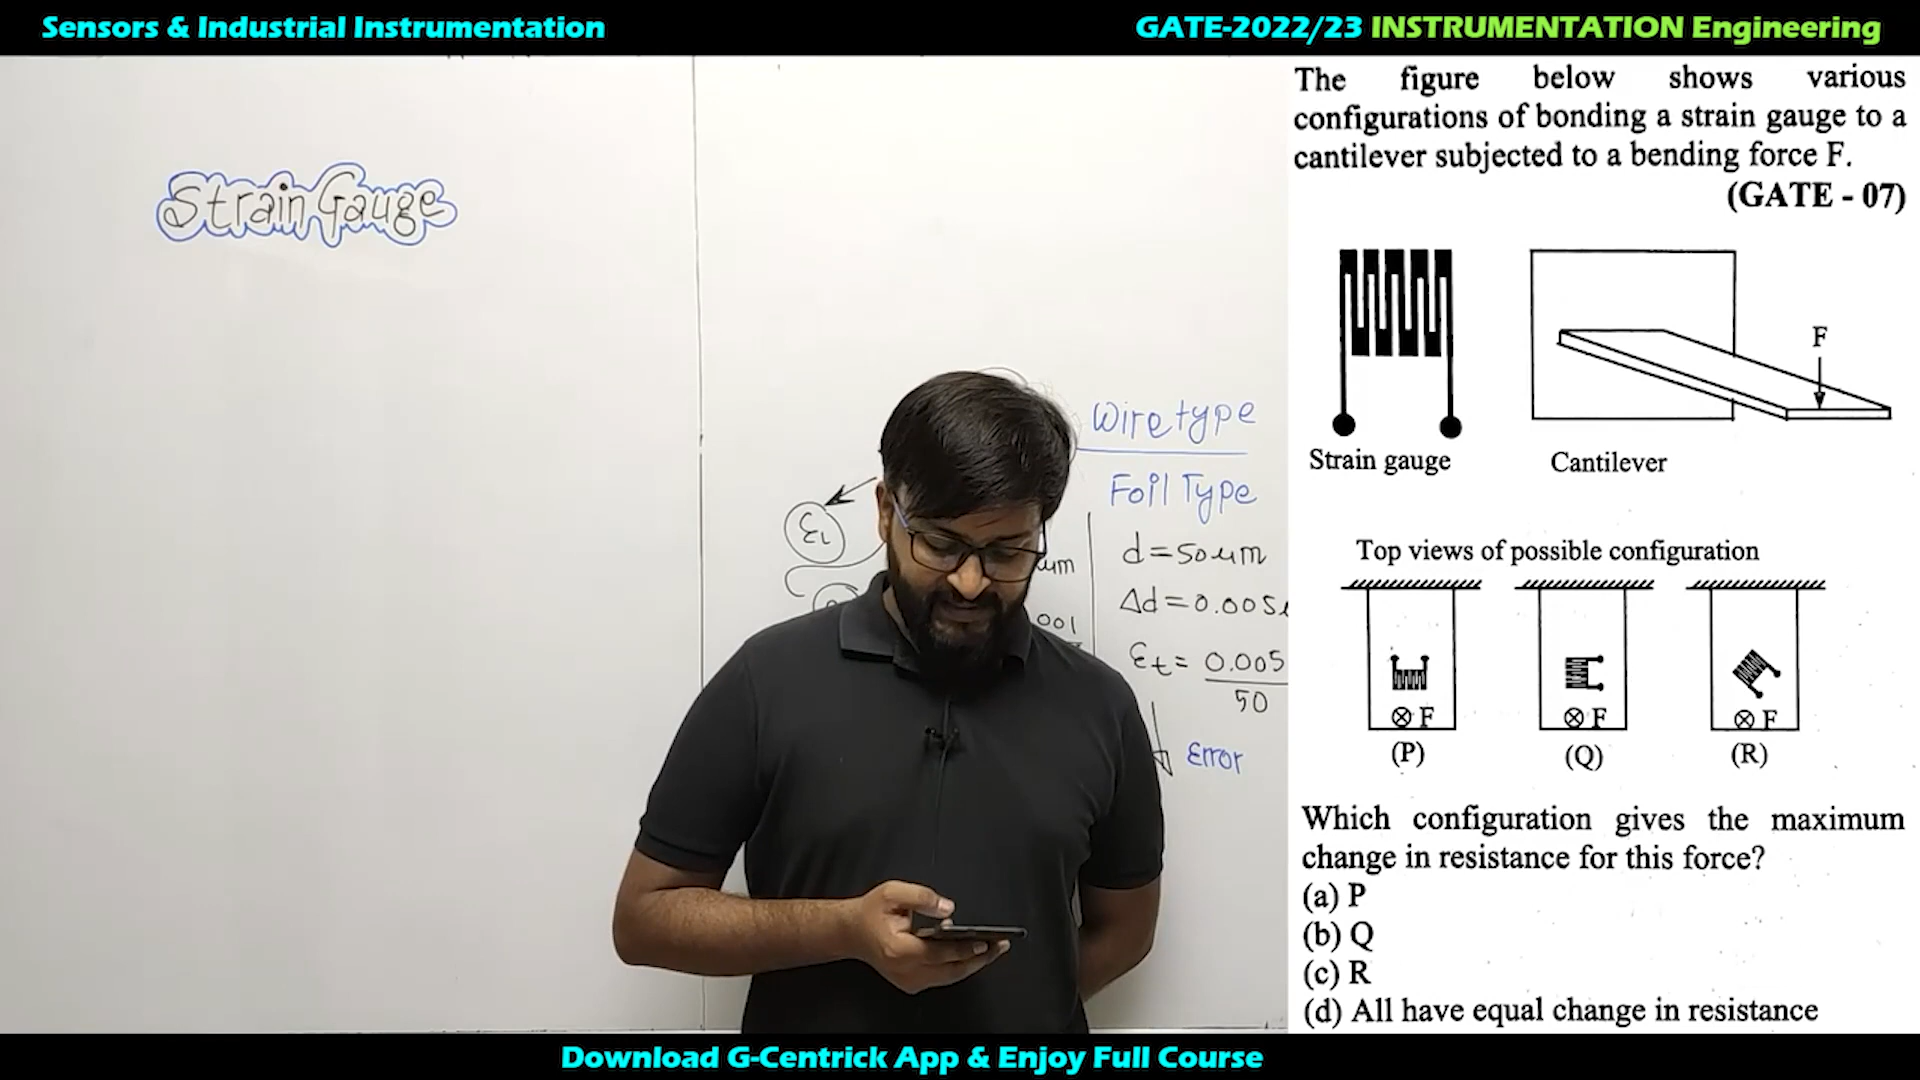 Sensors & Industrial Instrumentation
GATE-2022/23 INSTRUMENTATION Engineering
Strain Gauge
Wire type
Foil Type
ε
d=50μm
μm
Δd=0.005
001
εt= 0.005
50
Error
The figure below shows various
configurations of bonding a strain gauge to a
cantilever subjected to a bending force F.
(GATE - 07)
F
Strain gauge
Cantilever
Top views of possible configuration
F
F
F
(P)
(Q)
(R)
Which configuration gives the maximum
change in resistance for this force?
(a) P
(b) Q
(c) R
(d) All have equal change in resistance
Download G-Centrick App & Enjoy Full Course